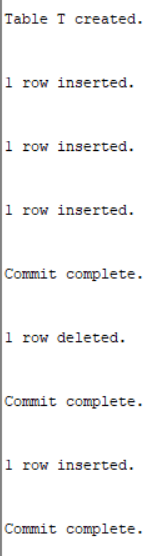 Table T created.
1 row inserted.
1 row inserted.
1 row inserted.
Commit complete.
1 row deleted.
Commit complete.
1 row inserted.
Commit complete.